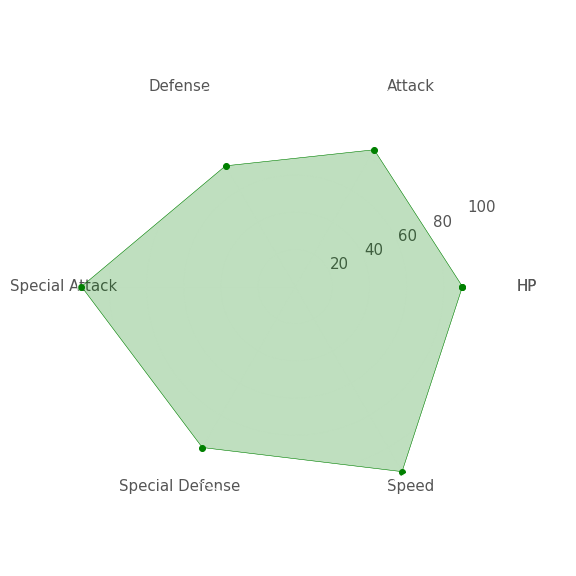 Defense
Attack
100
80
60
40
20
Special Attack
HP
Special Defense
Speed